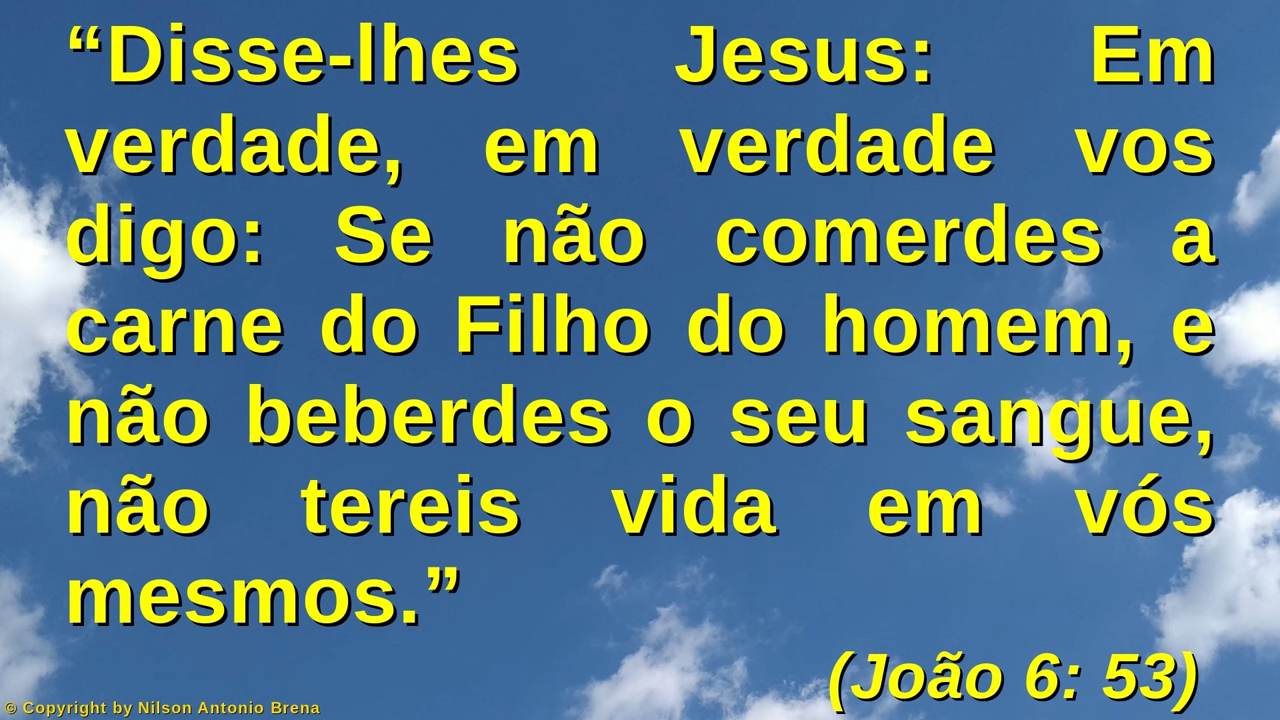 “Disse-lhes Jesus: Em
verdade, em verdade vos
digo: Se não comerdes a
carne do Filho do homem, e
não beberdes o seu sangue,
não tereis vida em vós
mesmos.”
(João 6: 53)
© Copyright by Nilson Antonio Brena